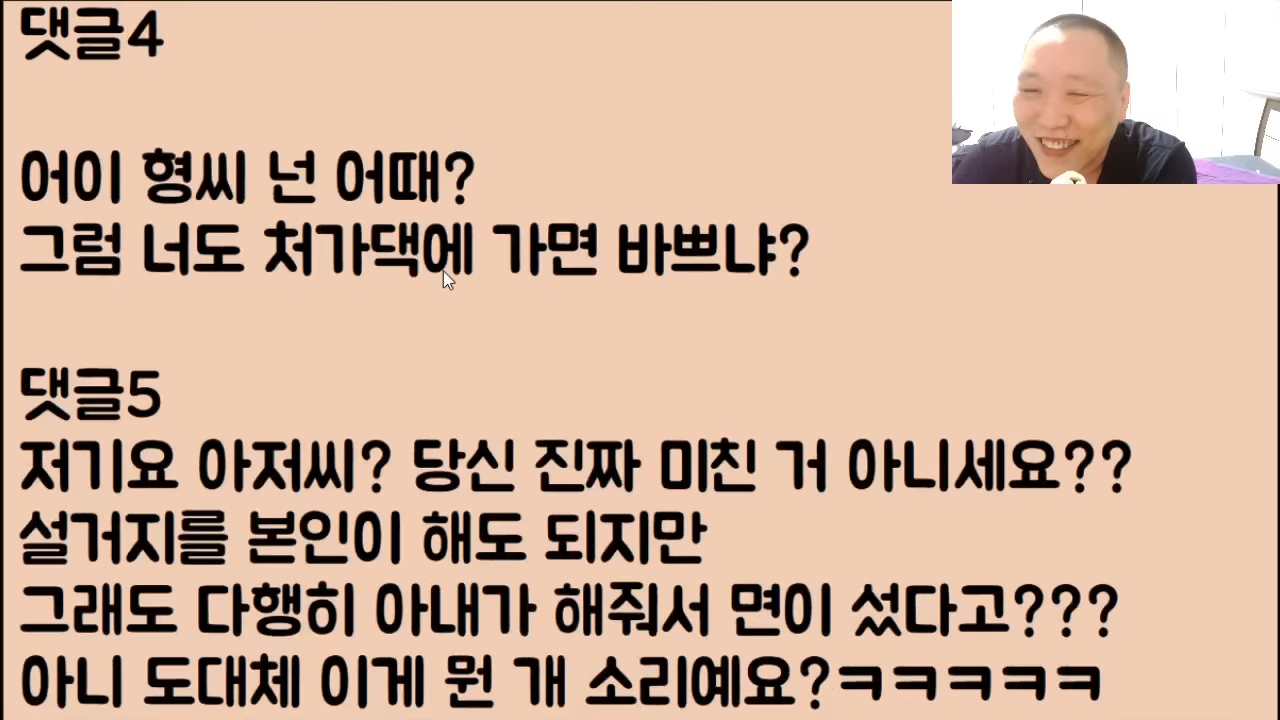 댓글4
어이 형씨 넌 어때?
그럼 너도 처가댁에 가면 바쁘냐?
댓글5
저기요 아저씨? 당신 진짜 미친 거 아니세요??
설거지를 본인이 해도 되지만
그래도 다행히 아내가 해줘서 면이 섰다고???
아니 도대체 이게 뭔 개 소리예요?ㅋㅋㅋㅋㅋ